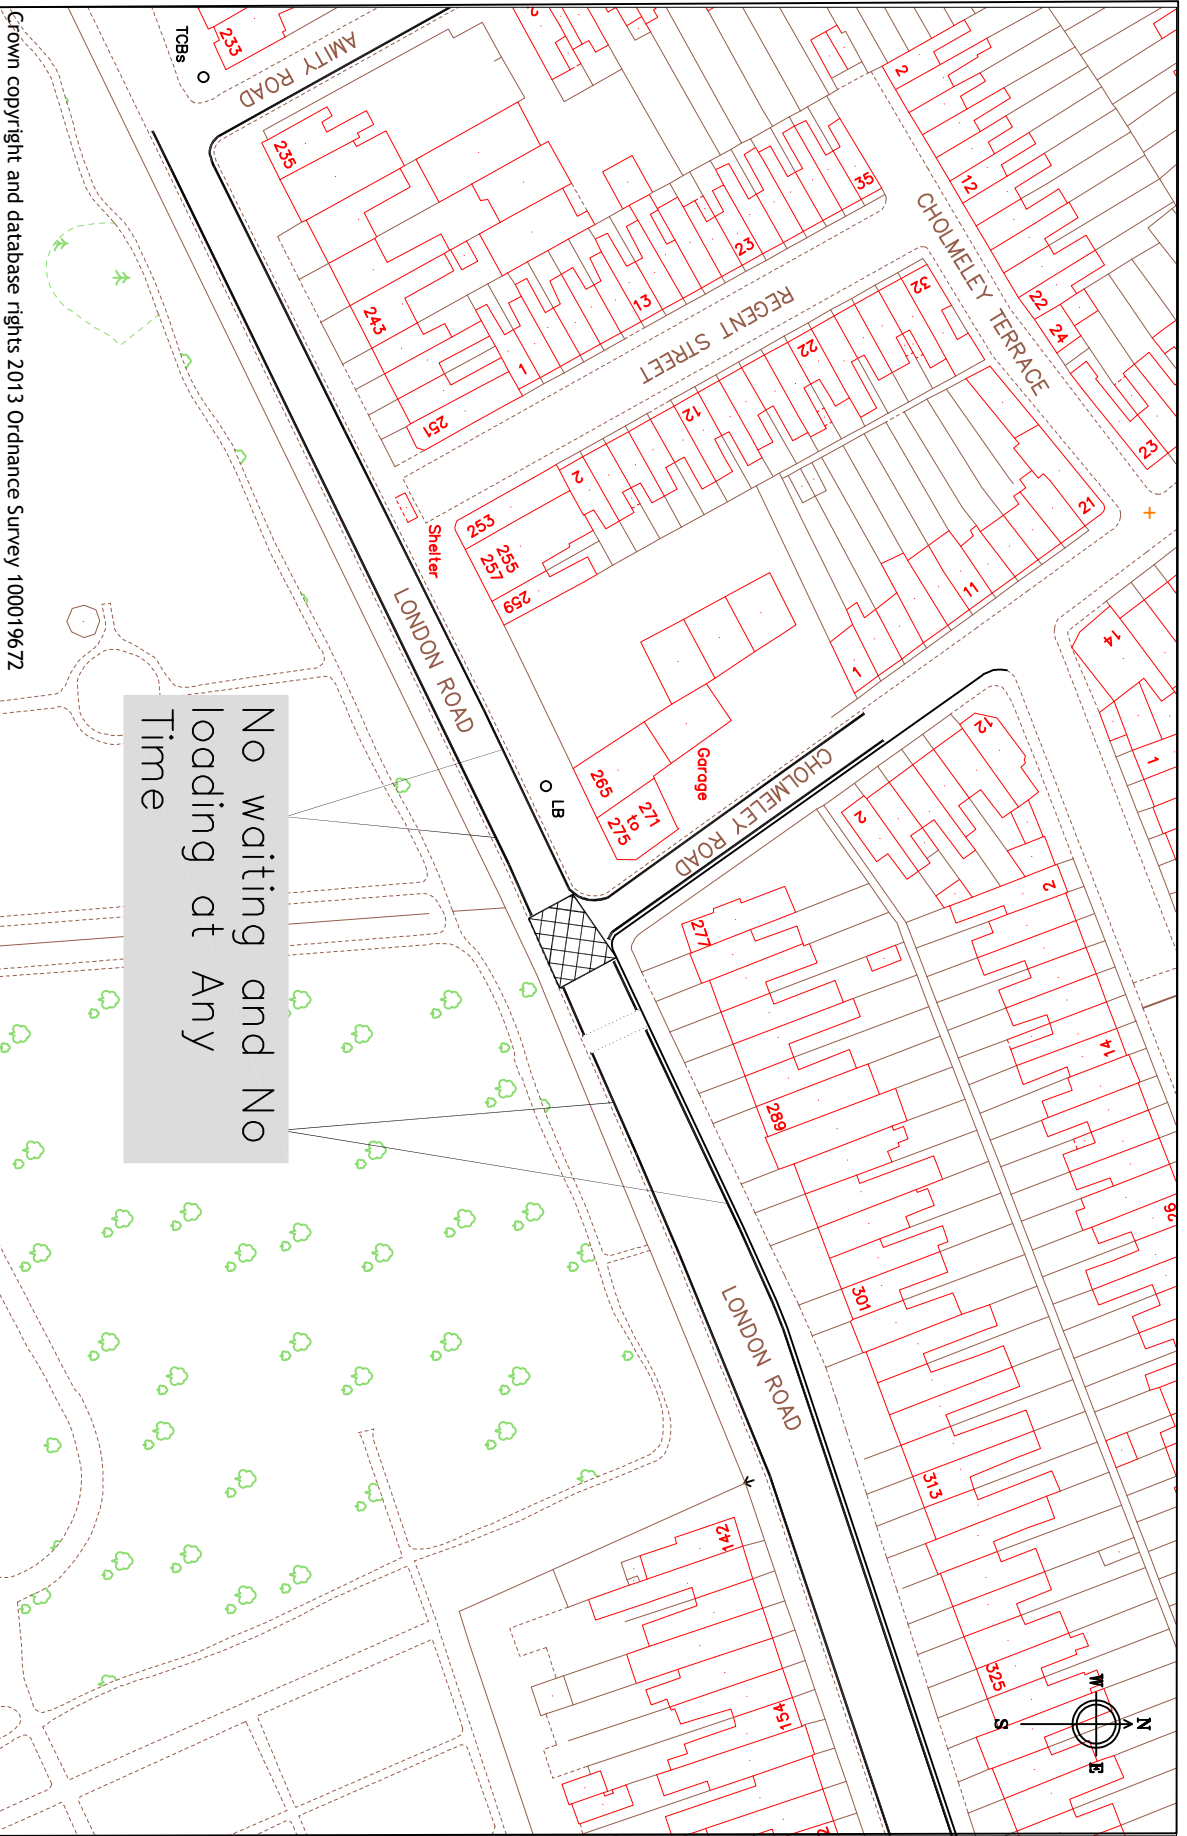 No waiting and No
loading at Any
Time
AMITY ROAD
CHOLMELEY TERRACE
REGENT STREET
LONDON ROAD
CHOLMELEY ROAD
LONDON ROAD
TCBs
Shelter
Garage
LB
233
235
243
251
1
13
23
35
2
12
22
24
23
32
22
12
2
253
255
257
259
265
271
to
275
1
11
21
14
1
12
2
2
14
26
277
289
301
313
325
142
154
N
W
E
S
Crown copyright and database rights 2013 Ordnance Survey 100019672